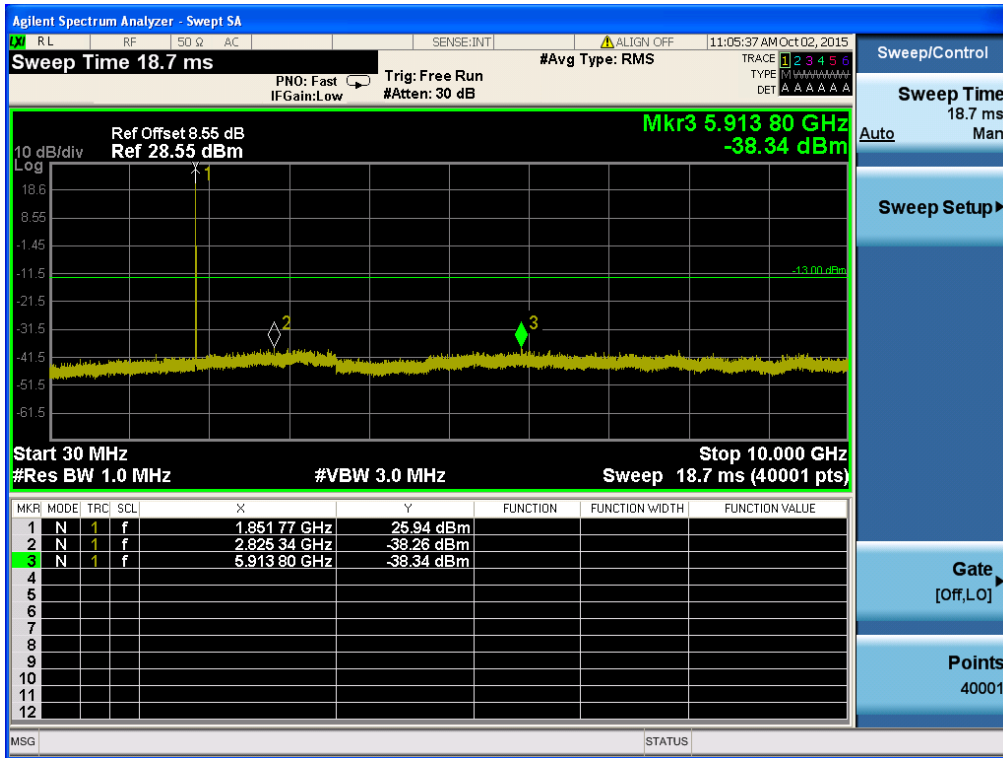 Agilent Spectrum Analyzer - Swept SA
LXI RL RF 50 Ω AC SENSE:INT ALIGN OFF 11:05:37 AM Oct 02, 2015
Sweep Time 18.7 ms
#Avg Type: RMS
TRACE 1 2 3 4 5 6
PNO: Fast Trig: Free Run
TYPE M WWWWW
IFGain:Low #Atten: 30 dB
DET A A A A A A
Mkr3 5.913 80 GHz
-38.34 dBm
Ref Offset 8.55 dB
10 dB/div Ref 28.55 dBm
Log
18.6
8.55
-1.45
-11.5
-21.5
-31.5
-41.5
-51.5
-61.5
1
2
3
-13.00 dBm
Start 30 MHz Stop 10.000 GHz
#Res BW 1.0 MHz #VBW 3.0 MHz Sweep 18.7 ms (40001 pts)
MKR MODE TRC SCL X Y FUNCTION FUNCTION WIDTH FUNCTION VALUE
1 N 1 f 1.851 77 GHz 25.94 dBm
2 N 1 f 2.825 34 GHz -38.26 dBm
3 N 1 f 5.913 80 GHz -38.34 dBm
4
5
6
7
8
9
10
11
12
MSG STATUS
Sweep/Control
Sweep Time
18.7 ms
Auto Man
Sweep Setup
Gate
[Off,LO]
Points
40001